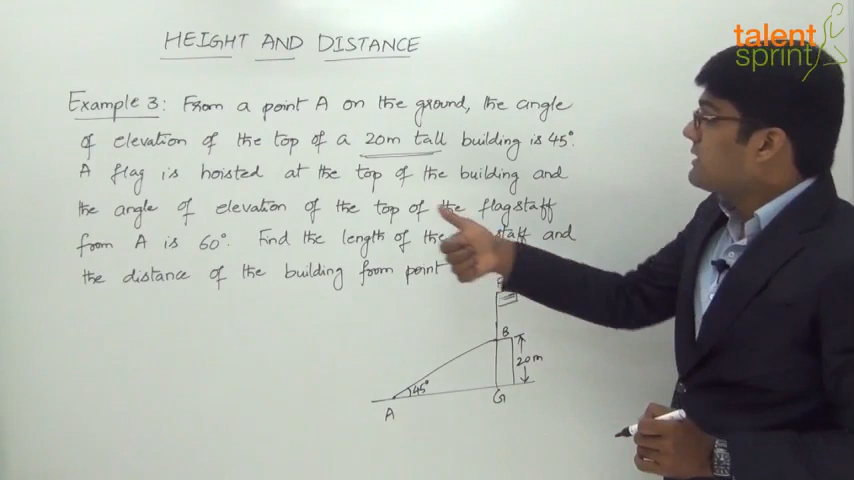 talent
sprint
HEIGHT AND DISTANCE
Example 3: From a point A on the ground, the angle
of elevation of the top of a 20m tall building is 45°.
A flag is hoisted at the top of the building and
the angle of elevation of the top of the flagstaff
from A is 60°. Find the length of the staff and
the distance of the building from point
B
20m
45°
A
G